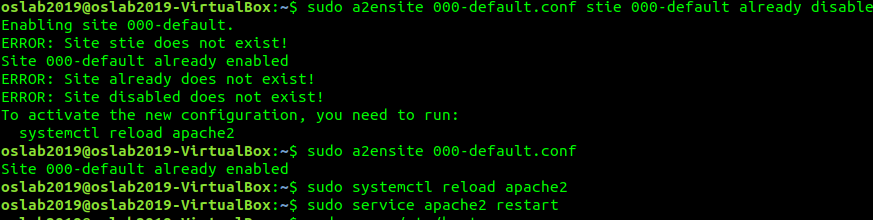 oslab2019@oslab2019-VirtualBox:~$ sudo a2ensite 000-default.conf stie 000-default already disable
Enabling site 000-default.
ERROR: Site stie does not exist!
Site 000-default already enabled
ERROR: Site already does not exist!
ERROR: Site disabled does not exist!
To activate the new configuration, you need to run:
  systemctl reload apache2
oslab2019@oslab2019-VirtualBox:~$ sudo a2ensite 000-default.conf
Site 000-default already enabled
oslab2019@oslab2019-VirtualBox:~$ sudo systemctl reload apache2
oslab2019@oslab2019-VirtualBox:~$ sudo service apache2 restart